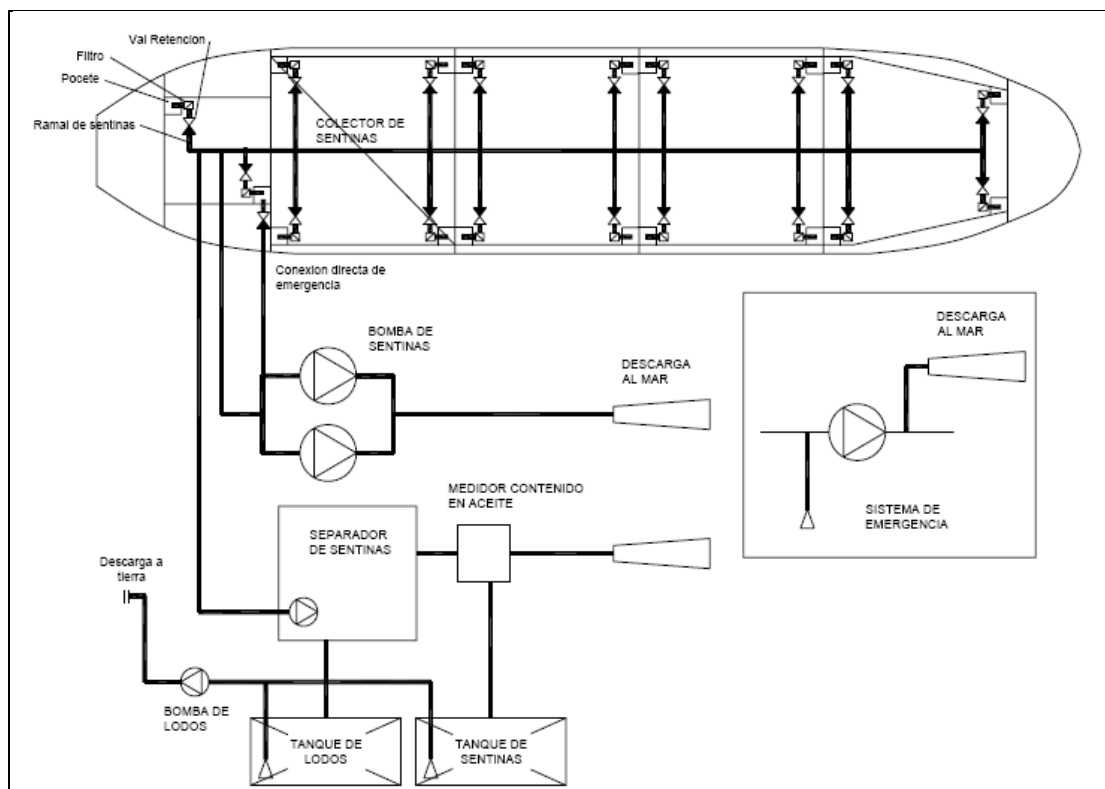 Val Retencion
Filtro
Pocete
Ramal de sentinas
COLECTOR DE
SENTINAS
Conexion directa de
emergencia
BOMBA DE
SENTINAS
DESCARGA
AL MAR
DESCARGA
AL MAR
SISTEMA DE
EMERGENCIA
MEDIDOR CONTENIDO
EN ACEITE
SEPARADOR
DE SENTINAS
Descarga a
tierra
BOMBA DE
LODOS
TANQUE DE
LODOS
TANQUE DE
SENTINAS